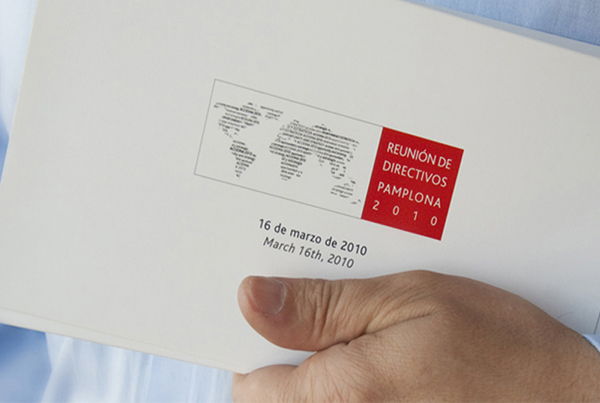 REUNIÓN DE
DIRECTIVOS
PAMPLONA
2010
16 de marzo de 2010
March 16th, 2010